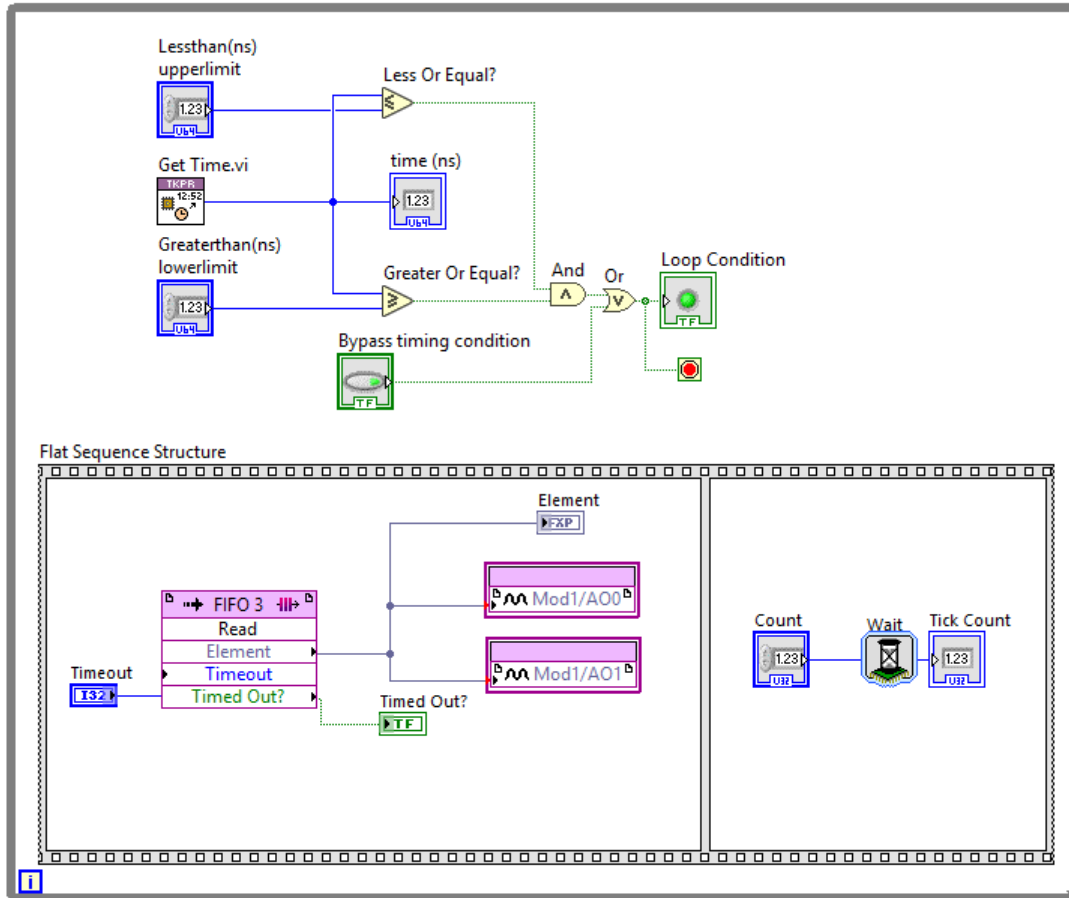 Lessthan(ns)
upperlimit
Less Or Equal?
1.23
U64
Get Time.vi
time (ns)
TKPR
12:52
1.23
U64
Greaterthan(ns)
lowerlimit
Greater Or Equal?
And
Or
Loop Condition
1.23
U64
TF
Bypass timing condition
TF
Flat Sequence Structure
Element
FXP
FIFO 3
Mod1/AO0
Read
Element
Count
Wait
Tick Count
Timeout
Timeout
1.23
1.23
Mod1/AO1
I32
Timed Out?
U32
U32
Timed Out?
TF
i